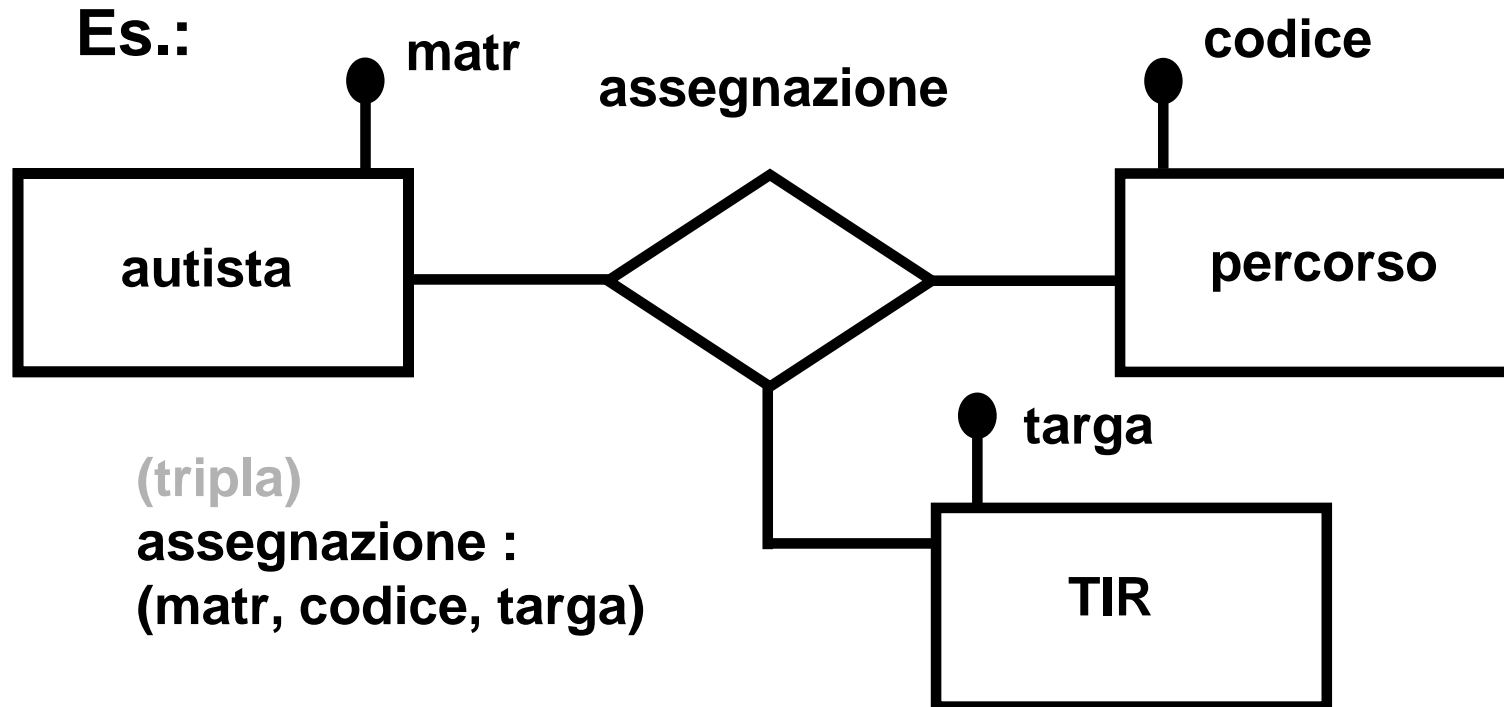 Es.:
matr
assegnazione
codice
autista
percorso
targa
(tripla)
assegnazione :
(matr, codice, targa)
TIR